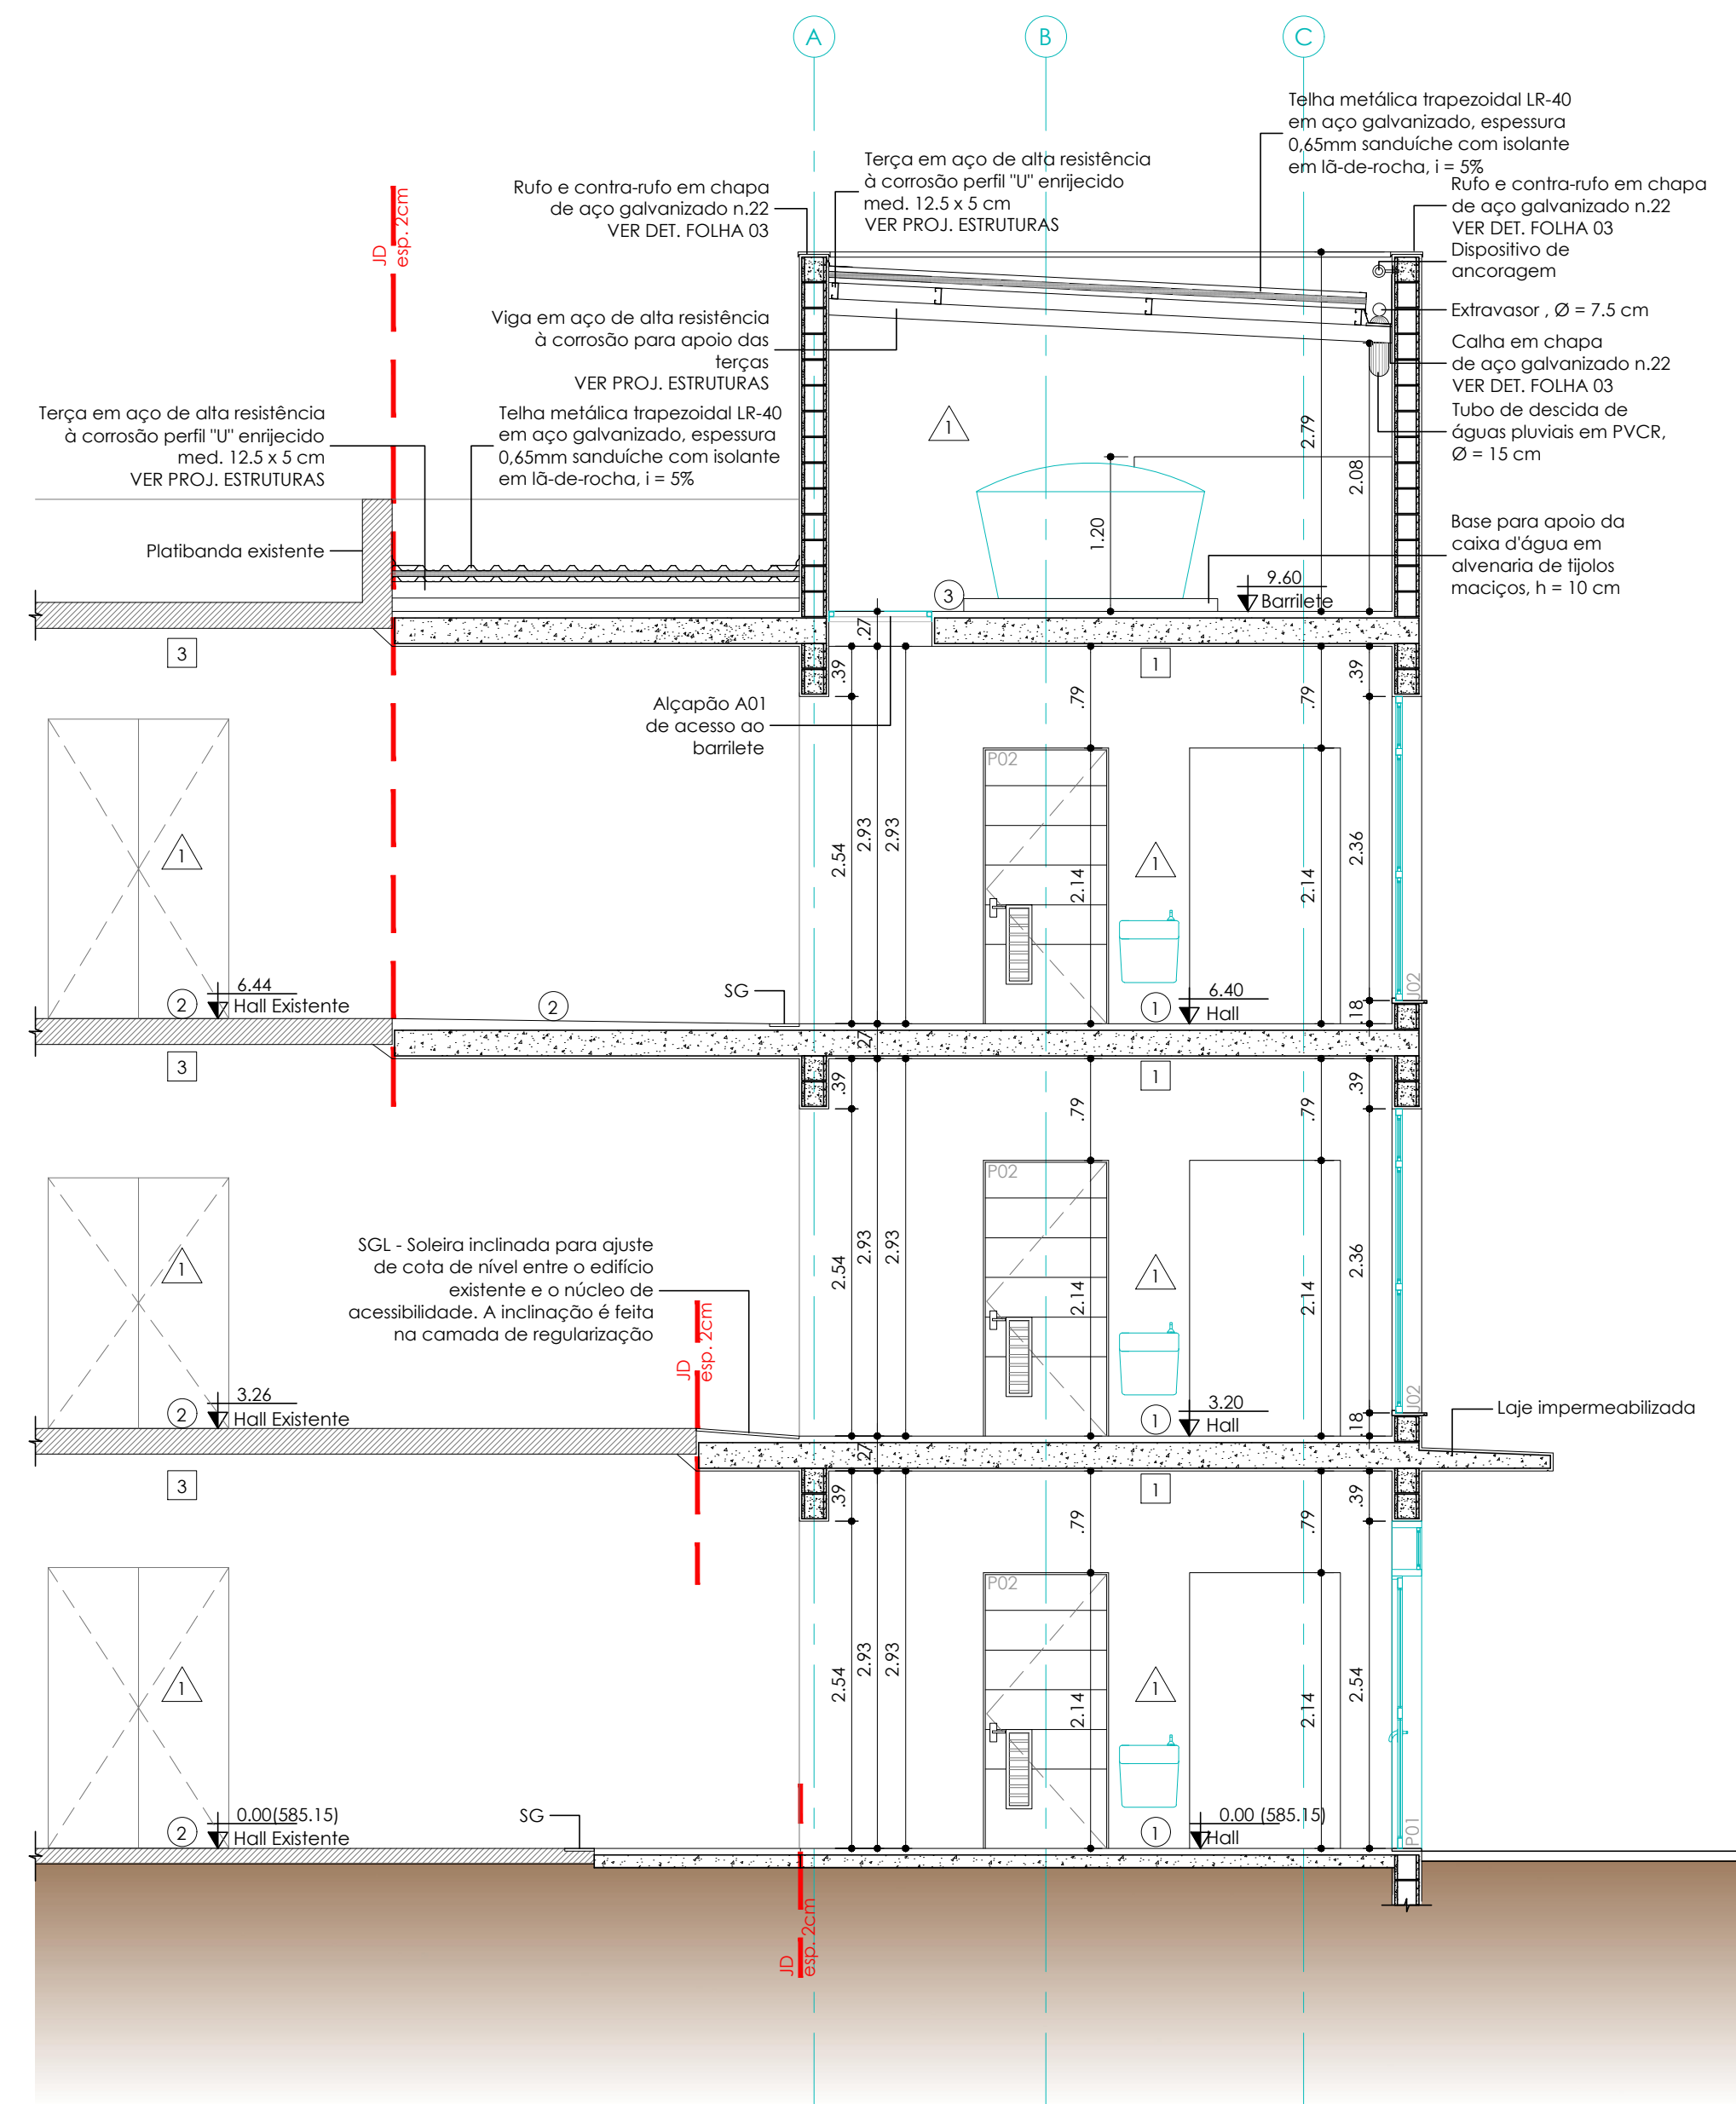 A
B
C
Telha metálica trapezoidal LR-40
em aço galvanizado, espessura
0,65mm sanduíche com isolante
em lã-de-rocha, i = 5%
Terça em aço de alta resistência
à corrosão perfil "U" enrijecido
med. 12.5 x 5 cm
VER PROJ. ESTRUTURAS
Rufo e contra-rufo em chapa
de aço galvanizado n.22
VER DET. FOLHA 03
Rufo e contra-rufo em chapa
de aço galvanizado n.22
VER DET. FOLHA 03
Dispositivo de
ancoragem
Extravasor , Ø = 7.5 cm
Calha em chapa
de aço galvanizado n.22
VER DET. FOLHA 03
Tubo de descida de
águas pluviais em PVCR,
Ø = 15 cm
Base para apoio da
caixa d'água em
alvenaria de tijolos
maciços, h = 10 cm
JD
esp. 2cm
Viga em aço de alta resistência
à corrosão para apoio das
terças
VER PROJ. ESTRUTURAS
Terça em aço de alta resistência
à corrosão perfil "U" enrijecido
med. 12.5 x 5 cm
VER PROJ. ESTRUTURAS
Telha metálica trapezoidal LR-40
em aço galvanizado, espessura
0,65mm sanduíche com isolante
em lã-de-rocha, i = 5%
Platibanda existente
1
2.79
2.08
1.20
3
9.60
Barrilete
3
.27
.39
1
.79
.79
.39
Alçapão A01
de acesso ao
barrilete
P02
1
2.54
2.93
2.93
2.14
1
2.14
2.36
J02
6.44
2
Hall Existente
2
SG
6.40
1
Hall
.18
3
.27
.39
1
.79
.79
.39
P02
SGL - Soleira inclinada para ajuste
de cota de nível entre o edifício
existente e o núcleo de
acessibilidade. A inclinação é feita
na camada de regularização
1
2.54
2.93
2.93
2.14
1
2.14
2.36
J02
JD
esp. 2cm
3.26
2
Hall Existente
3.20
1
Hall
.18
Laje impermeabilizada
3
.27
.39
1
.79
.79
.39
P02
1
2.54
2.93
2.93
2.14
1
2.14
2.54
P01
0.00(585.15)
2
Hall Existente
SG
0.00 (585.15)
1
Hall
JD
esp. 2cm